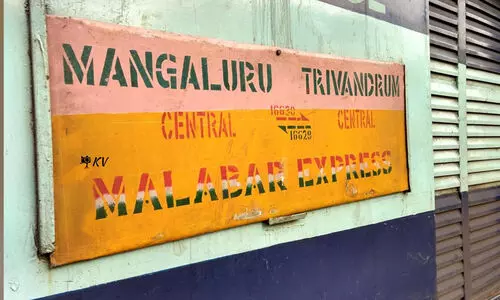 MANGALURU TRIVANDRUM
CENTRAL 16630 CENTRAL
16629
KV
MALABAR EXPRESS